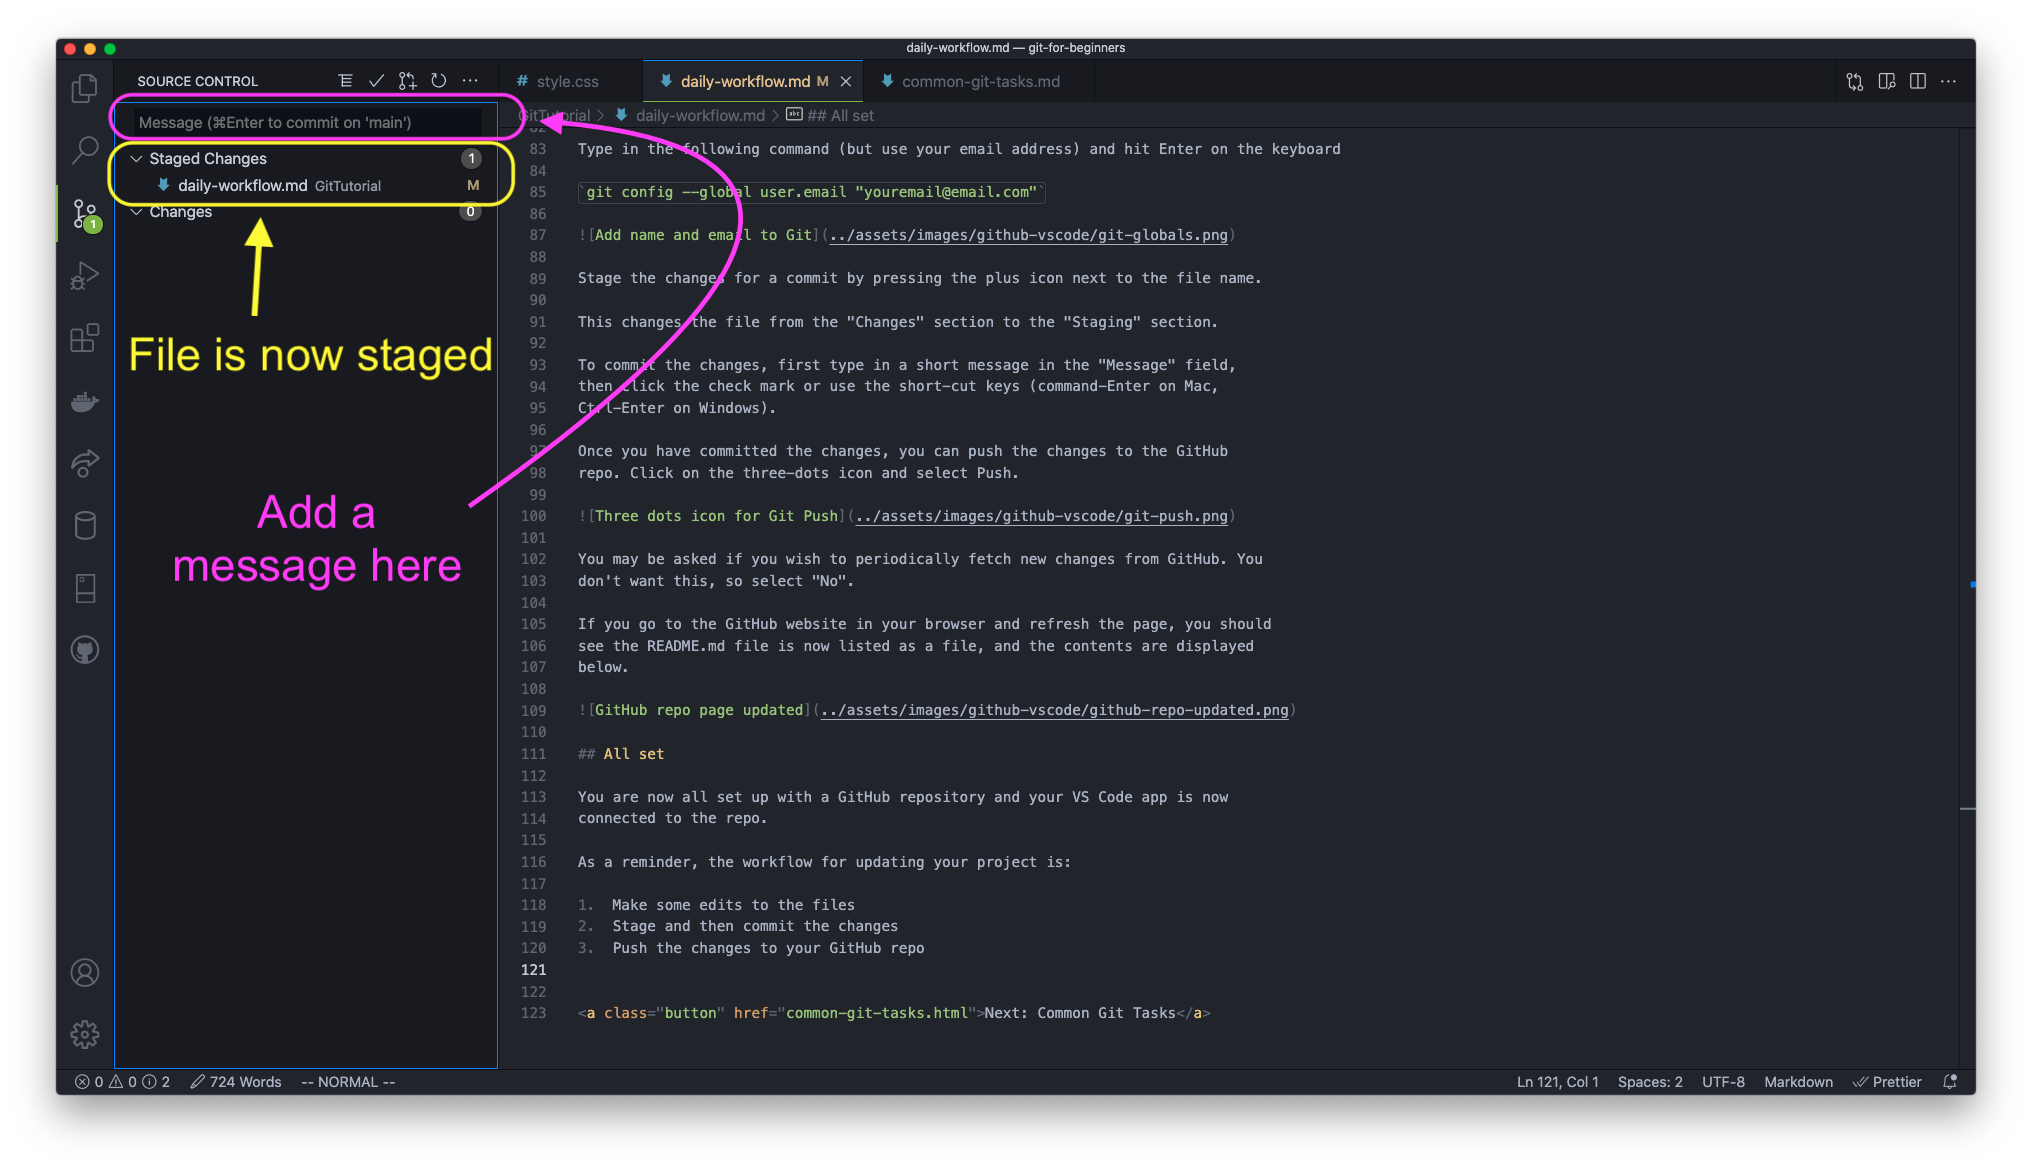 daily-workflow.md — git-for-beginners
SOURCE CONTROL
Message (⌘Enter to commit on 'main')
Staged Changes 1
daily-workflow.md GitTutorial M
Changes 0
1
File is now staged
Add a
message here
# style.css
daily-workflow.md M
common-git-tasks.md
GitTutorial > daily-workflow.md > abc ## All set
82
83 Type in the following command (but use your email address) and hit Enter on the keyboard
84
85 `git config --global user.email "youremail@email.com"`
86
87 ![Add name and email to Git](../assets/images/github-vscode/git-globals.png)
88
89 Stage the changes for a commit by pressing the plus icon next to the file name.
90
91 This changes the file from the "Changes" section to the "Staging" section.
92
93 To commit the changes, first type in a short message in the "Message" field,
94 then click the check mark or use the short-cut keys (command-Enter on Mac,
95 Ctrl-Enter on Windows).
96
97 Once you have committed the changes, you can push the changes to the GitHub
98 repo. Click on the three-dots icon and select Push.
99
100 ![Three dots icon for Git Push](../assets/images/github-vscode/git-push.png)
101
102 You may be asked if you wish to periodically fetch new changes from GitHub. You
103 don't want this, so select "No".
104
105 If you go to the GitHub website in your browser and refresh the page, you should
106 see the README.md file is now listed as a file, and the contents are displayed
107 below.
108
109 ![GitHub repo page updated](../assets/images/github-vscode/github-repo-updated.png)
110
111 ## All set
112
113 You are now all set up with a GitHub repository and your VS Code app is now
114 connected to the repo.
115
116 As a reminder, the workflow for updating your project is:
117
118 1. Make some edits to the files
119 2. Stage and then commit the changes
120 3. Push the changes to your GitHub repo
121
122
123 <a class="button" href="common-git-tasks.html">Next: Common Git Tasks</a>
0 0 2 724 Words -- NORMAL --
Ln 121, Col 1 Spaces: 2 UTF-8 Markdown Prettier